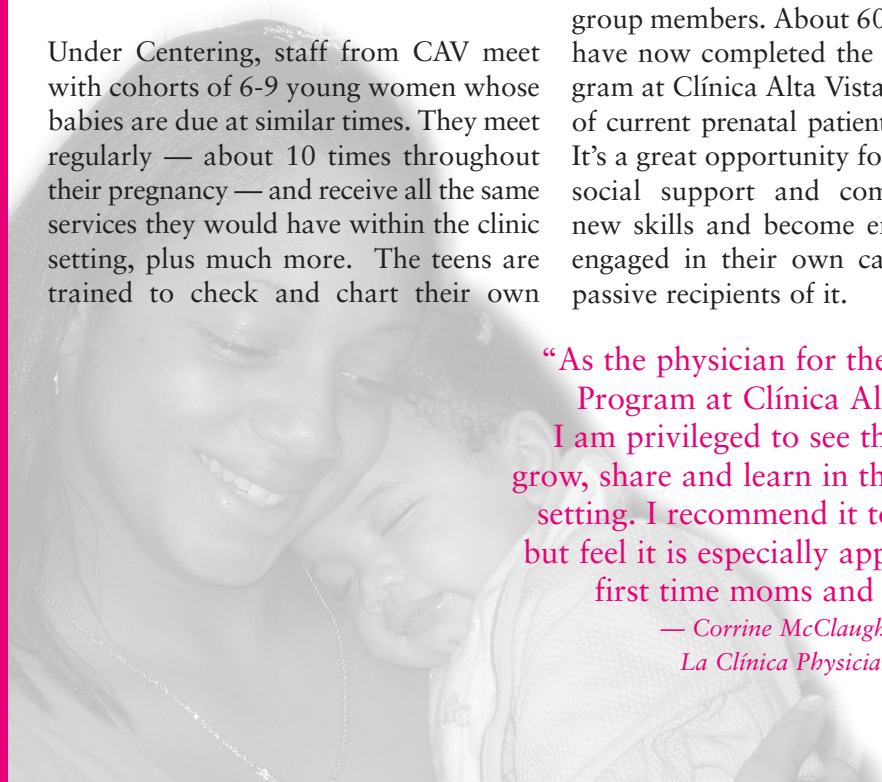 Under Centering, staff from CAV meet
with cohorts of 6-9 young women whose
babies are due at similar times. They meet
regularly — about 10 times throughout
their pregnancy — and receive all the same
services they would have within the clinic
setting, plus much more. The teens are
trained to check and chart their own
group members. About 60
have now completed the
gram at Clínica Alta Vista
of current prenatal patient
It’s a great opportunity fo
social support and com
new skills and become e
engaged in their own ca
passive recipients of it.
“As the physician for the
Program at Clínica Al
I am privileged to see th
grow, share and learn in th
setting. I recommend it t
but feel it is especially app
first time moms and
— Corrine McClaugh
La Clínica Physicia